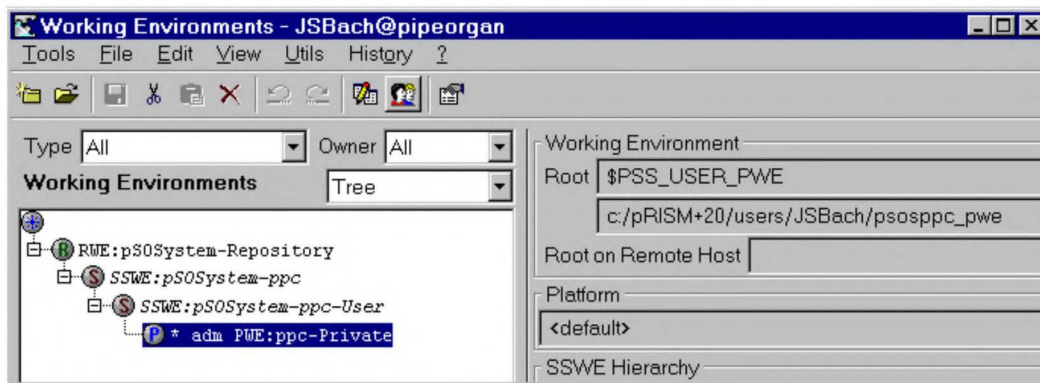 Working Environments - JSBach@pipeorgan
Tools File Edit View Utils History ?
Type All Owner All
Working Environments Tree
RWE:pSOSystem-Repository
SSWE:pSOSystem-ppc
SSWE:pSOSystem-ppc-User
* adm PWE:ppc-Private
Working Environment
Root $PSS_USER_PWE
c:/pRISM+20/users/JSBach/psosppc_pwe
Root on Remote Host
Platform
<default>
SSWE Hierarchy